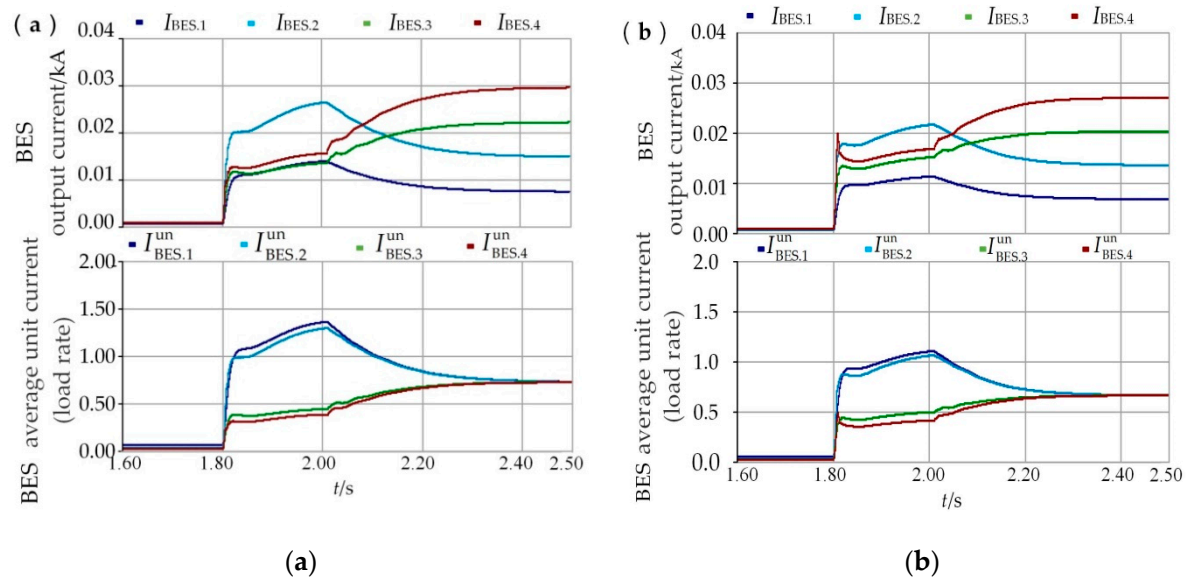 (a)
I_BES.1 I_BES.2 I_BES.3 I_BES.4
BES
output current/kA
0.04
0.03
0.02
0.01
0.00
I^un_BES.1 I^un_BES.2 I^un_BES.3 I^un_BES.4
BES average unit current
(load rate)
2.00
1.50
1.00
0.50
0.00
1.60 1.80 2.00 2.20 2.40 2.50
t/s
(a)
(b)
I_BES.1 I_BES.2 I_BES.3 I_BES.4
BES
output current/kA
0.04
0.03
0.02
0.01
0.00
I^un_BES.1 I^un_BES.2 I^un_BES.3 I^un_BES.4
BES average unit current
(load rate)
2.0
1.5
1.0
0.5
0.0
1.60 1.80 2.00 2.20 2.40 2.50
t/s
(b)